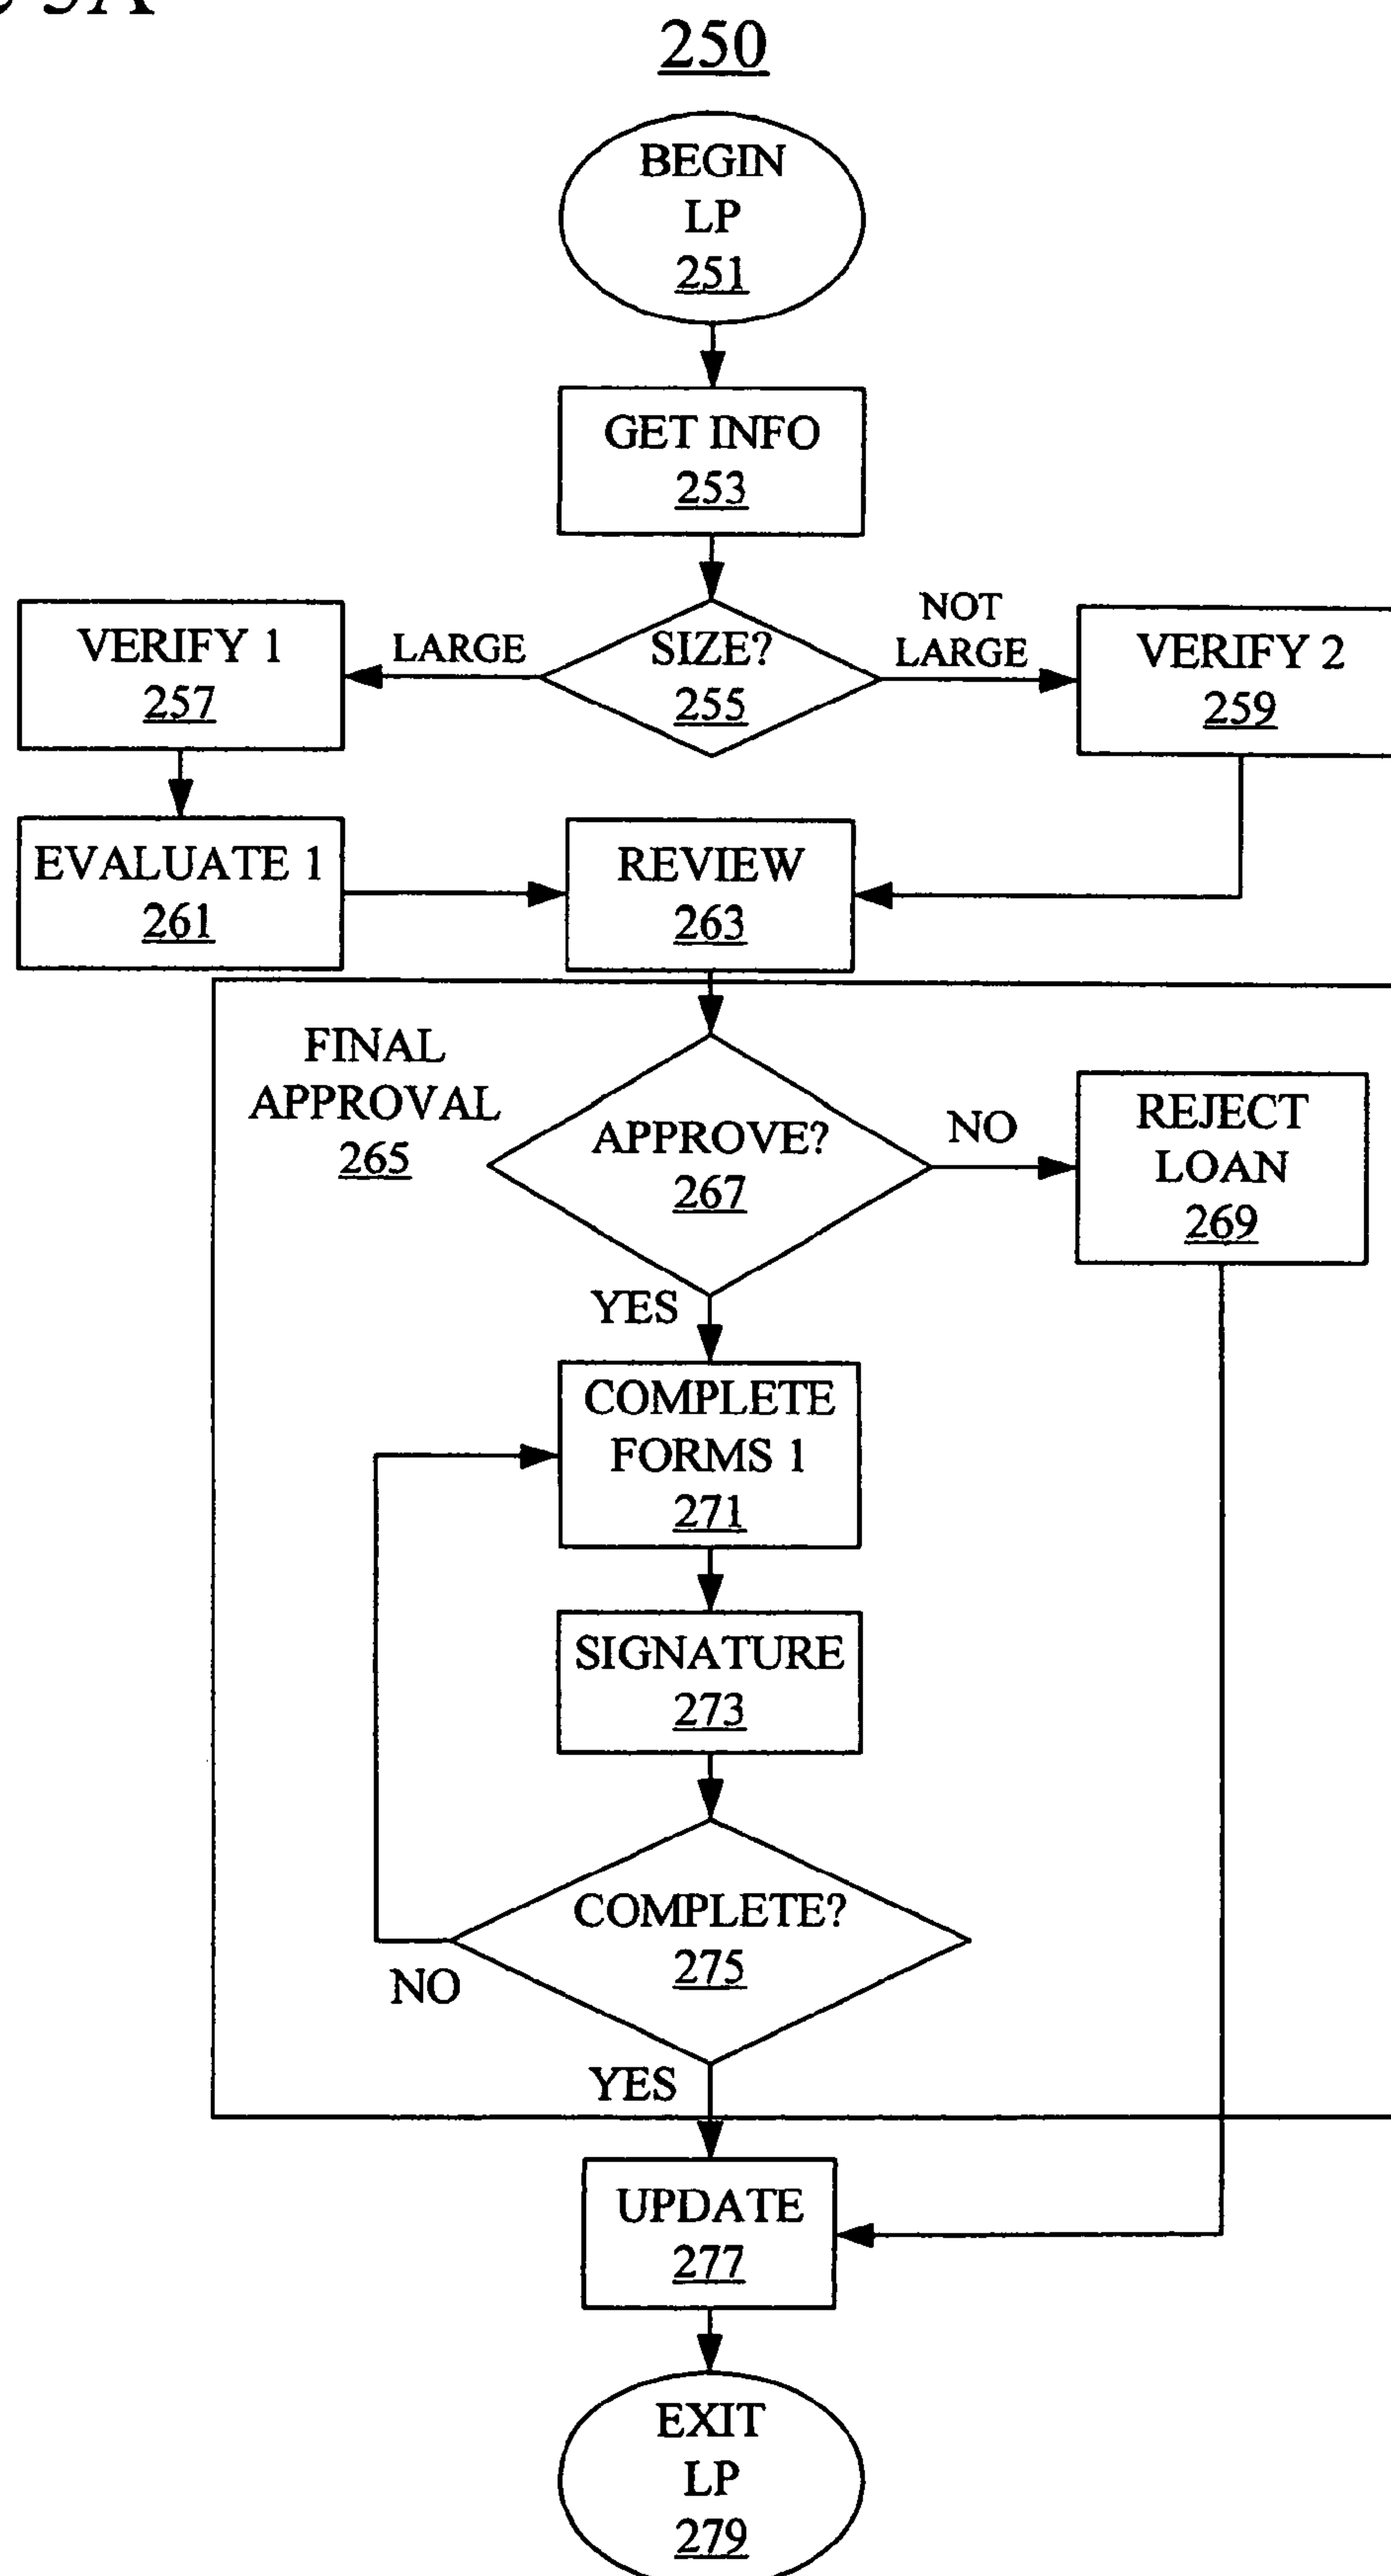 3A
250
BEGIN
LP
251
GET INFO
253
VERIFY 1
257
LARGE
SIZE?
255
NOT
LARGE
VERIFY 2
259
EVALUATE 1
261
REVIEW
263
FINAL
APPROVAL
265
APPROVE?
267
NO
REJECT
LOAN
269
YES
COMPLETE
FORMS 1
271
SIGNATURE
273
COMPLETE?
275
NO
YES
UPDATE
277
EXIT
LP
279